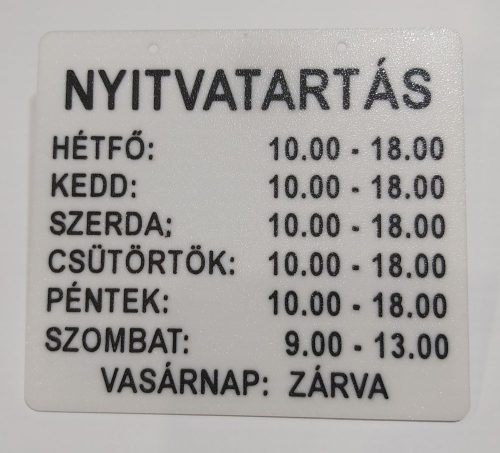 NYITVATARTÁS
HÉTFŐ: 10.00 - 18.00
KEDD: 10.00 - 18.00
SZERDA: 10.00 - 18.00
CSÜTÖRTÖK: 10.00 - 18.00
PÉNTEK: 10.00 - 18.00
SZOMBAT: 9.00 - 13.00
VASÁRNAP: ZÁRVA